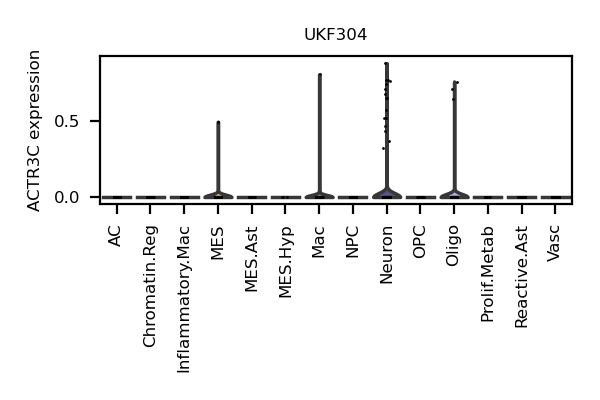 UKF304
ACTR3C expression
0.5
0.0
AC
Chromatin.Reg
Inflammatory.Mac
MES
MES.Ast
MES.Hyp
Mac
NPC
Neuron
OPC
Oligo
Prolif.Metab
Reactive.Ast
Vasc